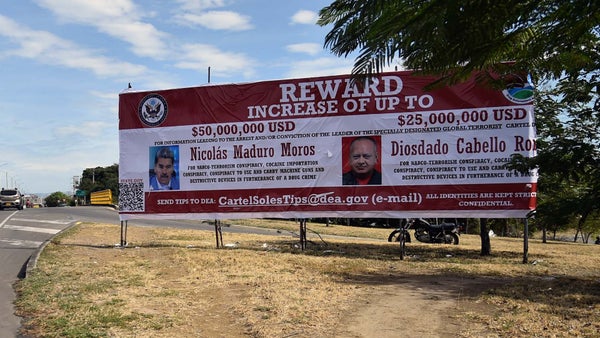 REWARD
INCREASE OF UP TO
$50,000,000 USD
$25,000,000 USD
FOR INFORMATION LEADING TO THE ARREST AND/OR CONVICTION OF THE LEADER OF THE SPECIALLY DESIGNATED GLOBAL TERRORIST CARTEL
Nicolás Maduro Moros
FOR NARCO-TERRORISM CONSPIRACY, COCAINE IMPORTATION
CONSPIRACY, CONSPIRACY TO USE AND CARRY MACHINE GUNS AND
DESTRUCTIVE DEVICES IN FURTHERANCE OF A DRUG CRIME
Diosdado Cabello Ro
FOR NARCO-TERRORISM CONSPIRACY, COCAINE
CONSPIRACY, CONSPIRACY TO USE AND CARRY
DESTRUCTIVE DEVICES IN FURTHERANCE OF A
SEND TIPS TO DEA: CartelSolesTips@dea.gov (e-mail) ALL IDENTITIES ARE KEPT STRIC
CONFIDENTIAL.